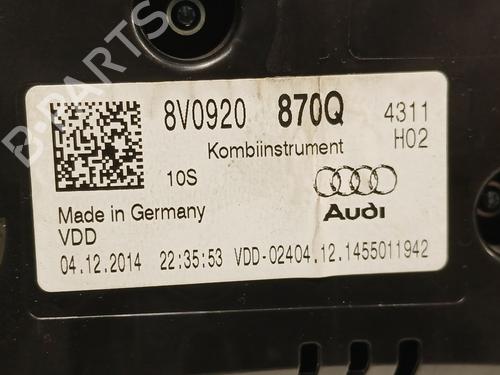 8V0920 870Q 4311
Kombiinstrument H02
10S
Audi
Made in Germany
VDD
04.12.2014 22:35:53 VDD-02404.12.1455011942
B-PARTS